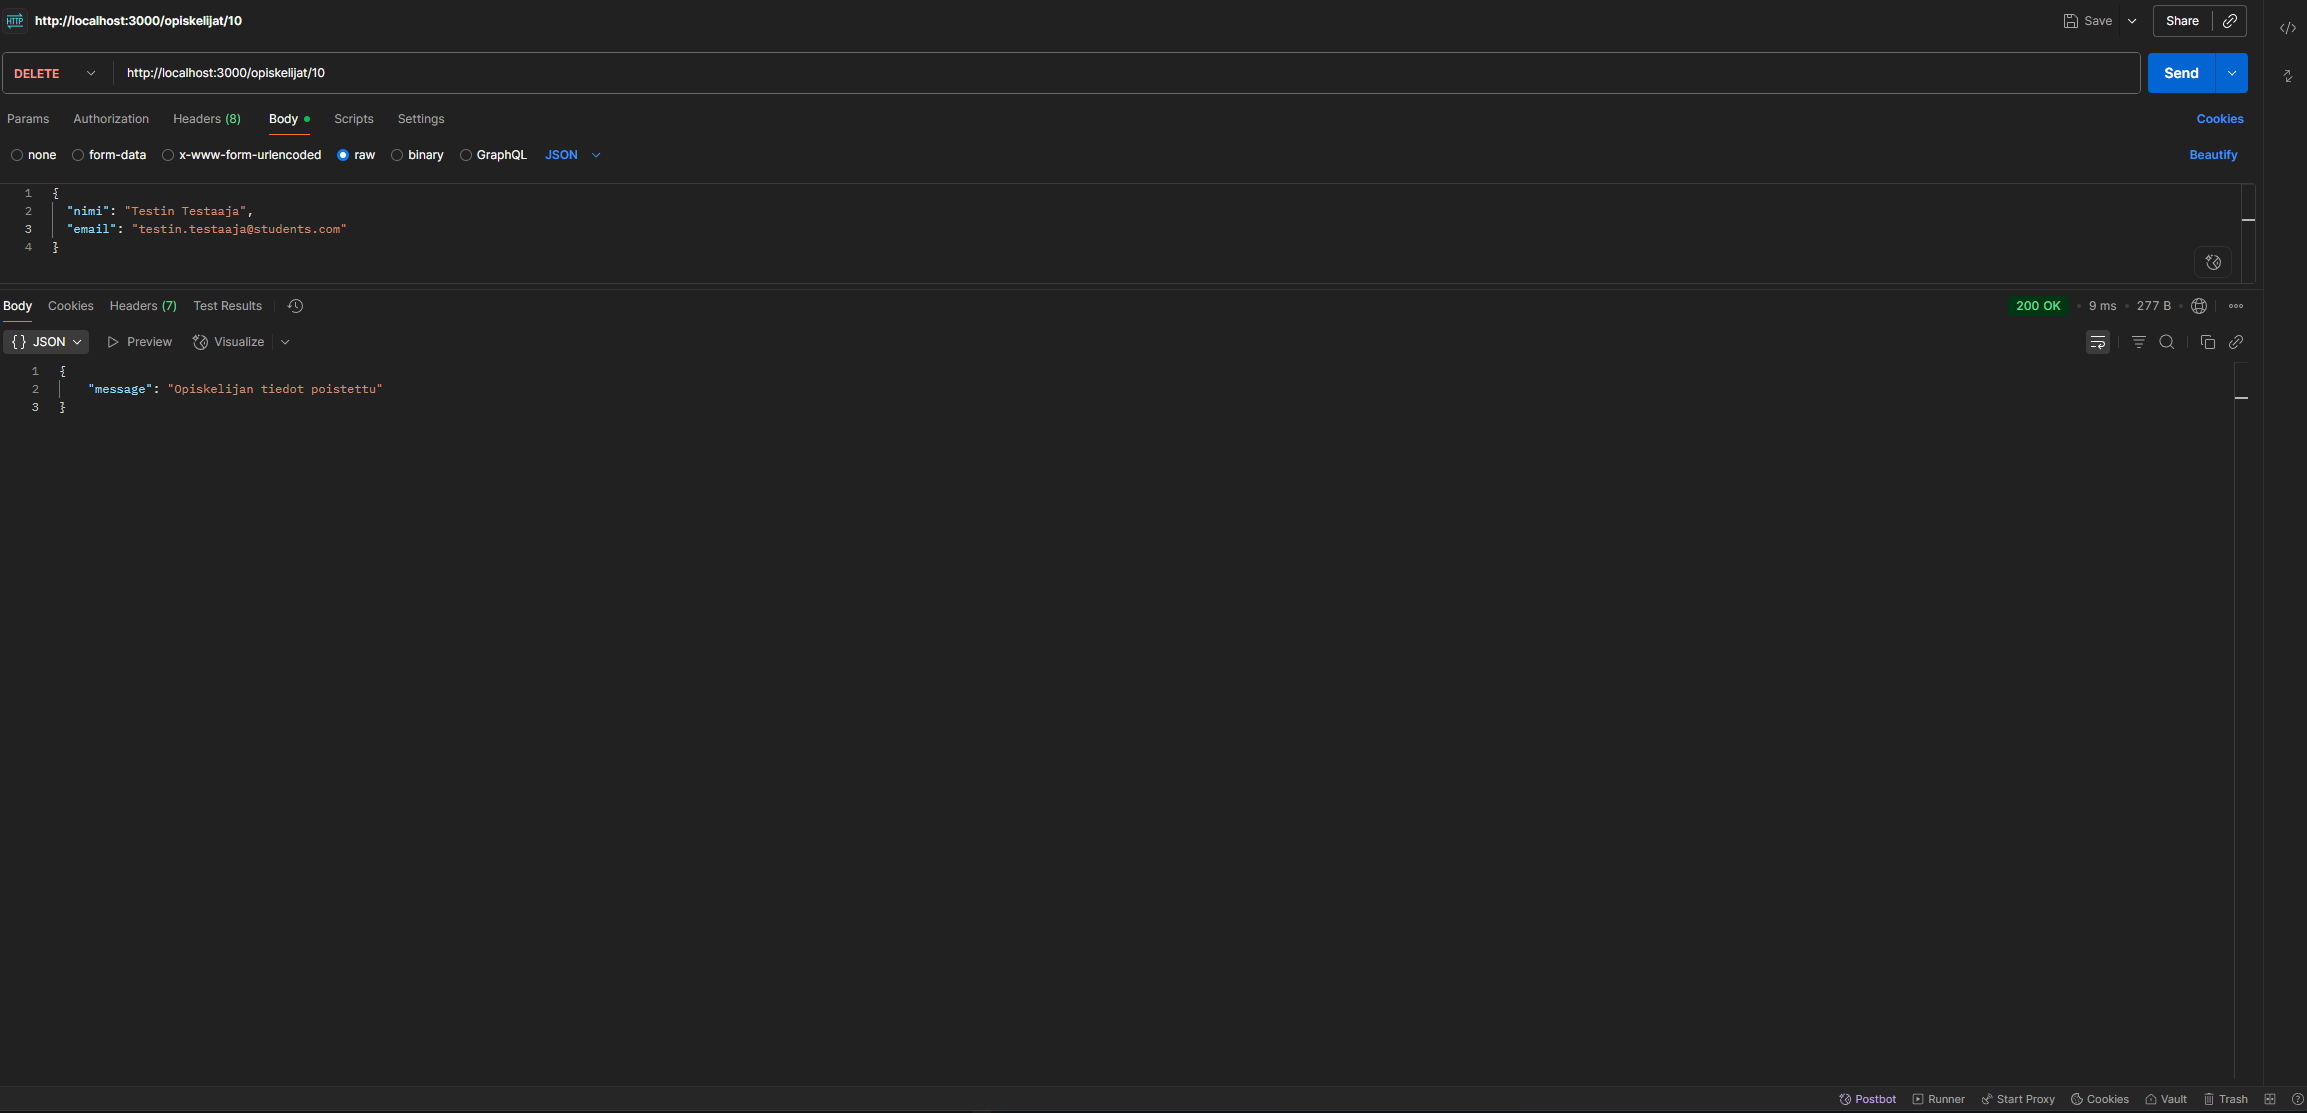 HTTP http://localhost:3000/opiskelijat/10 Save Share
DELETE http://localhost:3000/opiskelijat/10 Send
Params Authorization Headers (8) Body Scripts Settings Cookies
none form-data x-www-form-urlencoded raw binary GraphQL JSON Beautify
1 {
2 "nimi": "Testin Testaaja",
3 "email": "testin.testaaja@students.com"
4 }
Body Cookies Headers (7) Test Results 200 OK • 9 ms • 277 B
{ } JSON Preview Visualize
1 {
2 "message": "Opiskelijan tiedot poistettu"
3 }
Postbot Runner Start Proxy Cookies Vault Trash